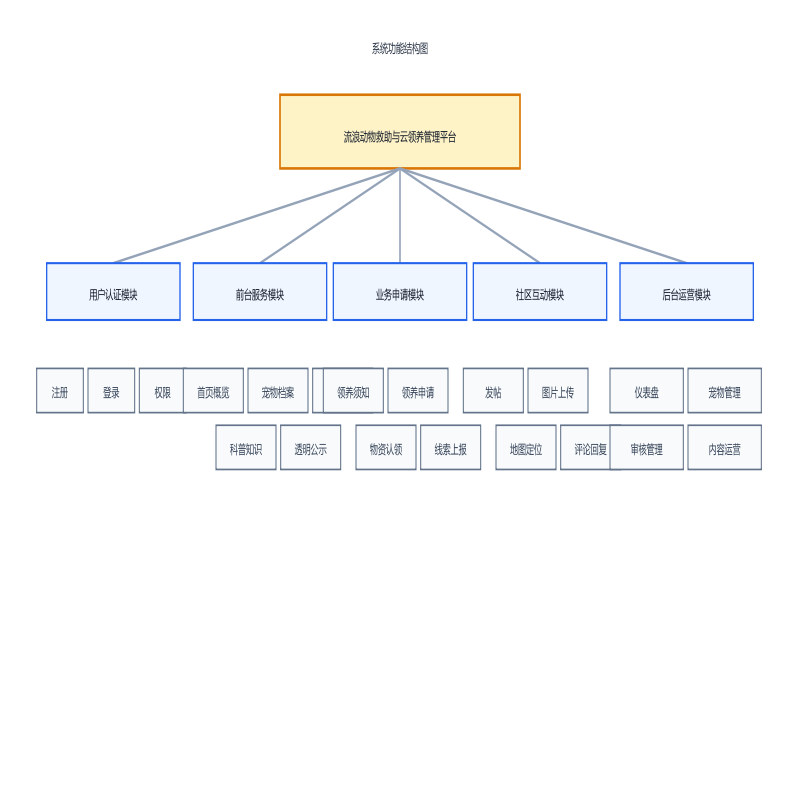 系统功能结构图
流浪动物救助与云领养管理平台
用户认证模块
前台服务模块
业务申请模块
社区互动模块
后台运营模块
注册
登录
权限
首页概览
宠物档案
领养须知
领养申请
发帖
图片上传
仪表盘
宠物管理
科普知识
透明公示
物资认领
线索上报
地图定位
评论回复
审核管理
内容运营